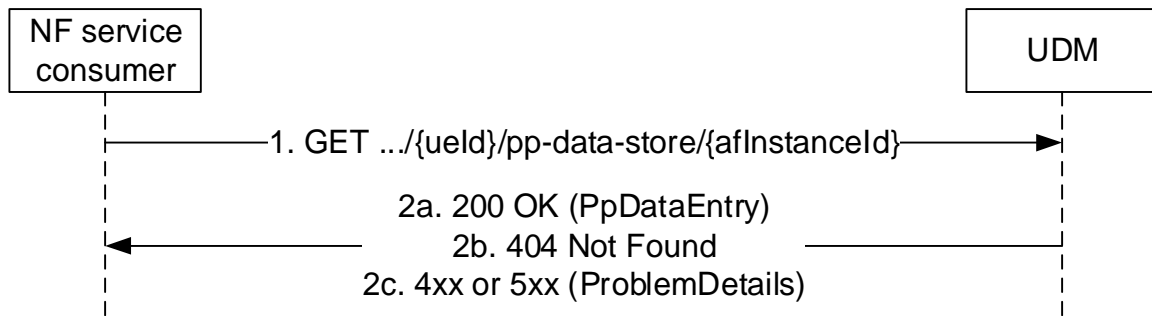 NF service
consumer
UDM
1. GET .../{ueId}/pp-data-store/{afInstanceId}
2a. 200 OK (PpDataEntry)
2b. 404 Not Found
2c. 4xx or 5xx (ProblemDetails)